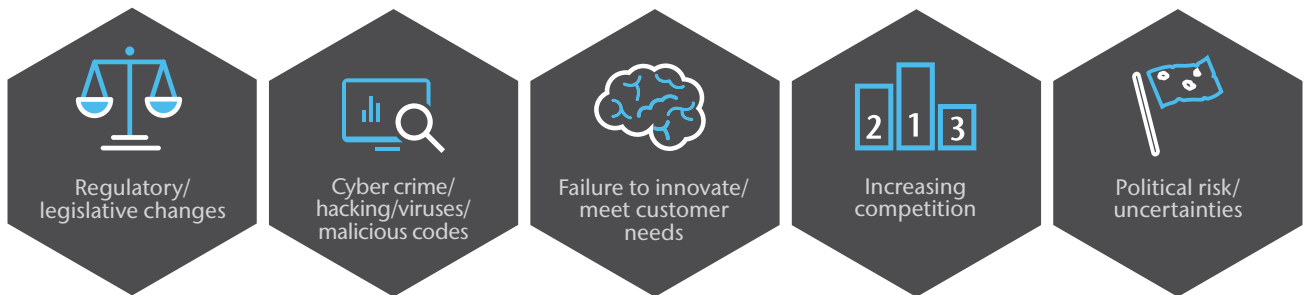 Regulatory/
legislative changes
Cyber crime/
hacking/viruses/
malicious codes
Failure to innovate/
meet customer
needs
2 1 3
Increasing
competition
Political risk/
uncertainties